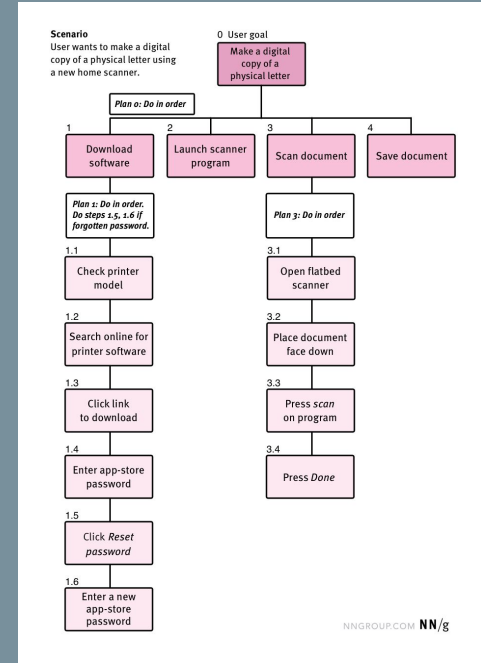 Scenario
User wants to make a digital
copy of a physical letter using
a new home scanner.
0 User goal
Make a digital
copy of a
physical letter
Plan 0: Do in order
1
Download
software
2
Launch scanner
program
3
Scan document
4
Save document
Plan 1: Do in order.
Do steps 1.5, 1.6 if
forgotten password.
1.1
Check printer
model
1.2
Search online for
printer software
1.3
Click link
to download
1.4
Enter app-store
password
1.5
Click Reset
password
1.6
Enter a new
app-store
password
Plan 3: Do in order
3.1
Open flatbed
scanner
3.2
Place document
face down
3.3
Press scan
on program
3.4
Press Done
NNGROUP.COM NN/g